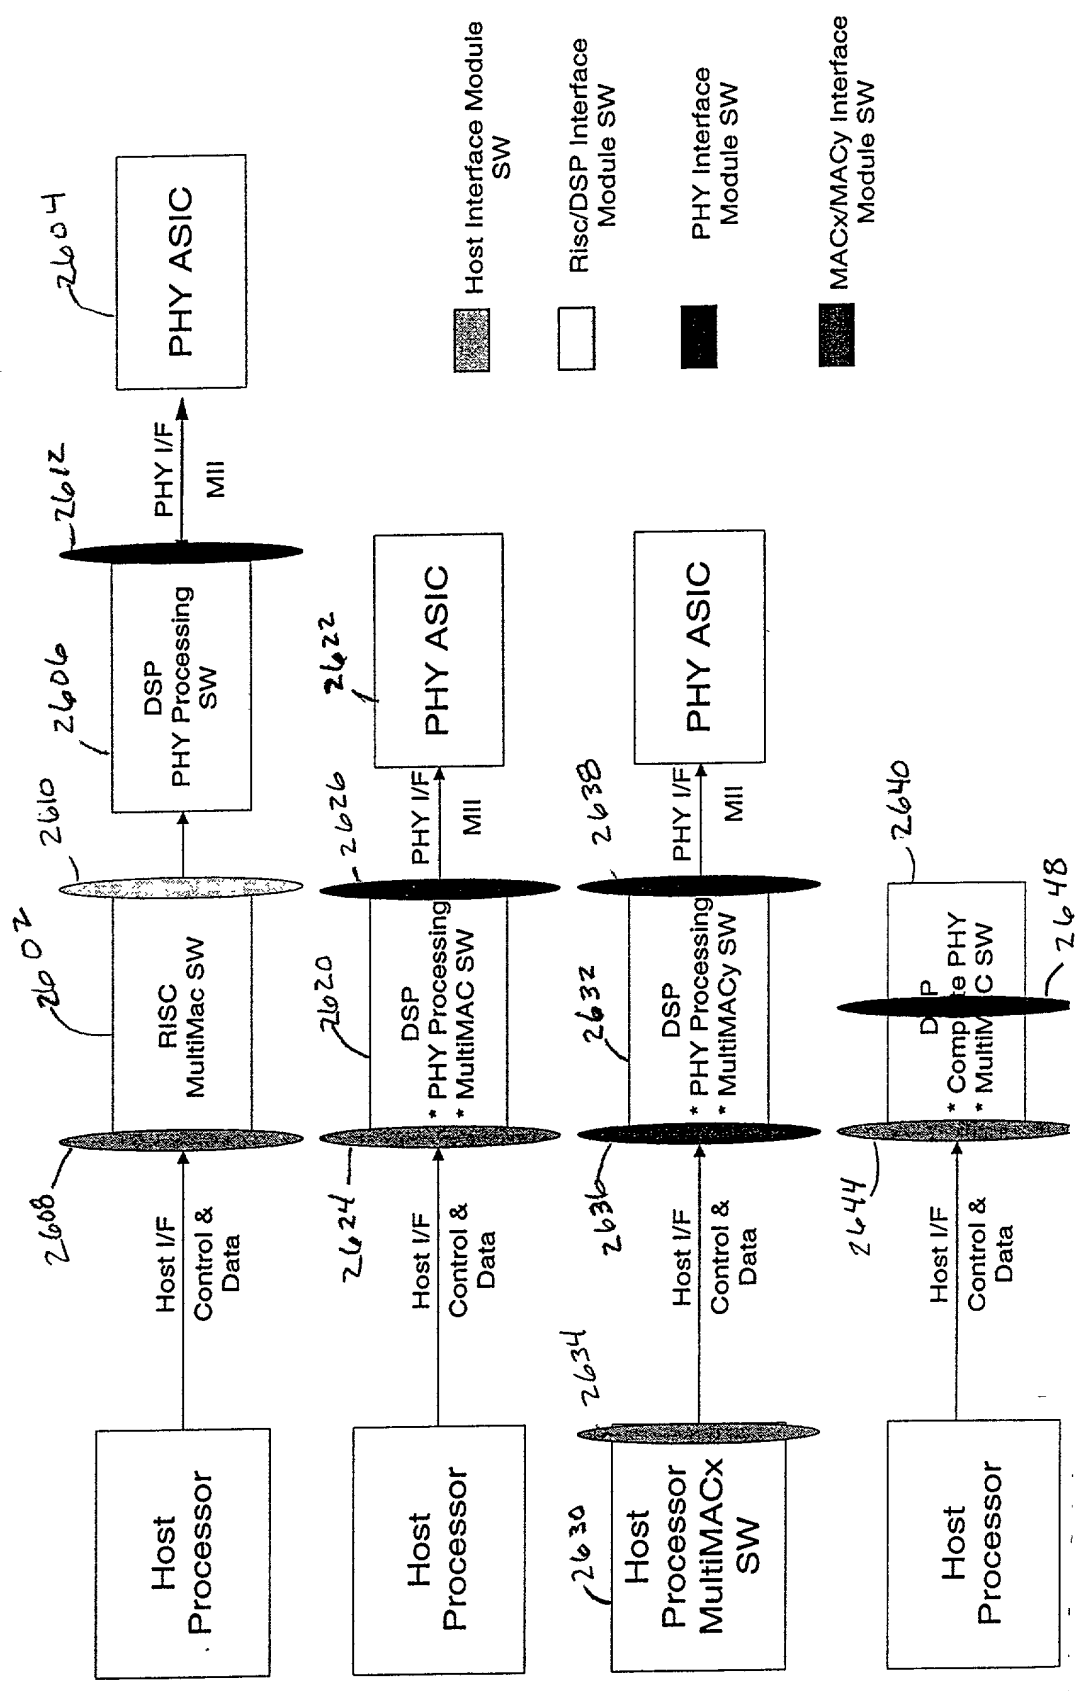 2602
2610
2606
2612
2604
2608
Host
Processor
Host I/F
Control &
Data
RISC
MultiMac SW
DSP
PHY Processing
SW
PHY I/F
MII
PHY ASIC
2624
2620
2626
2622
Host
Processor
Host I/F
Control &
Data
DSP
* PHY Processing
* MultiMAC SW
PHY I/F
MII
PHY ASIC
2630
2634
2636
2632
2638
Host
Processor
MultiMACx
SW
Host I/F
Control &
Data
DSP
* PHY Processing
* MultiMACy SW
PHY I/F
MII
PHY ASIC
2644
2640
Host
Processor
Host I/F
Control &
Data
* PHY
* SW
2648
Host Interface Module
SW
Risc/DSP Interface
Module SW
PHY Interface
Module SW
MACx/MACy Interface
Module SW